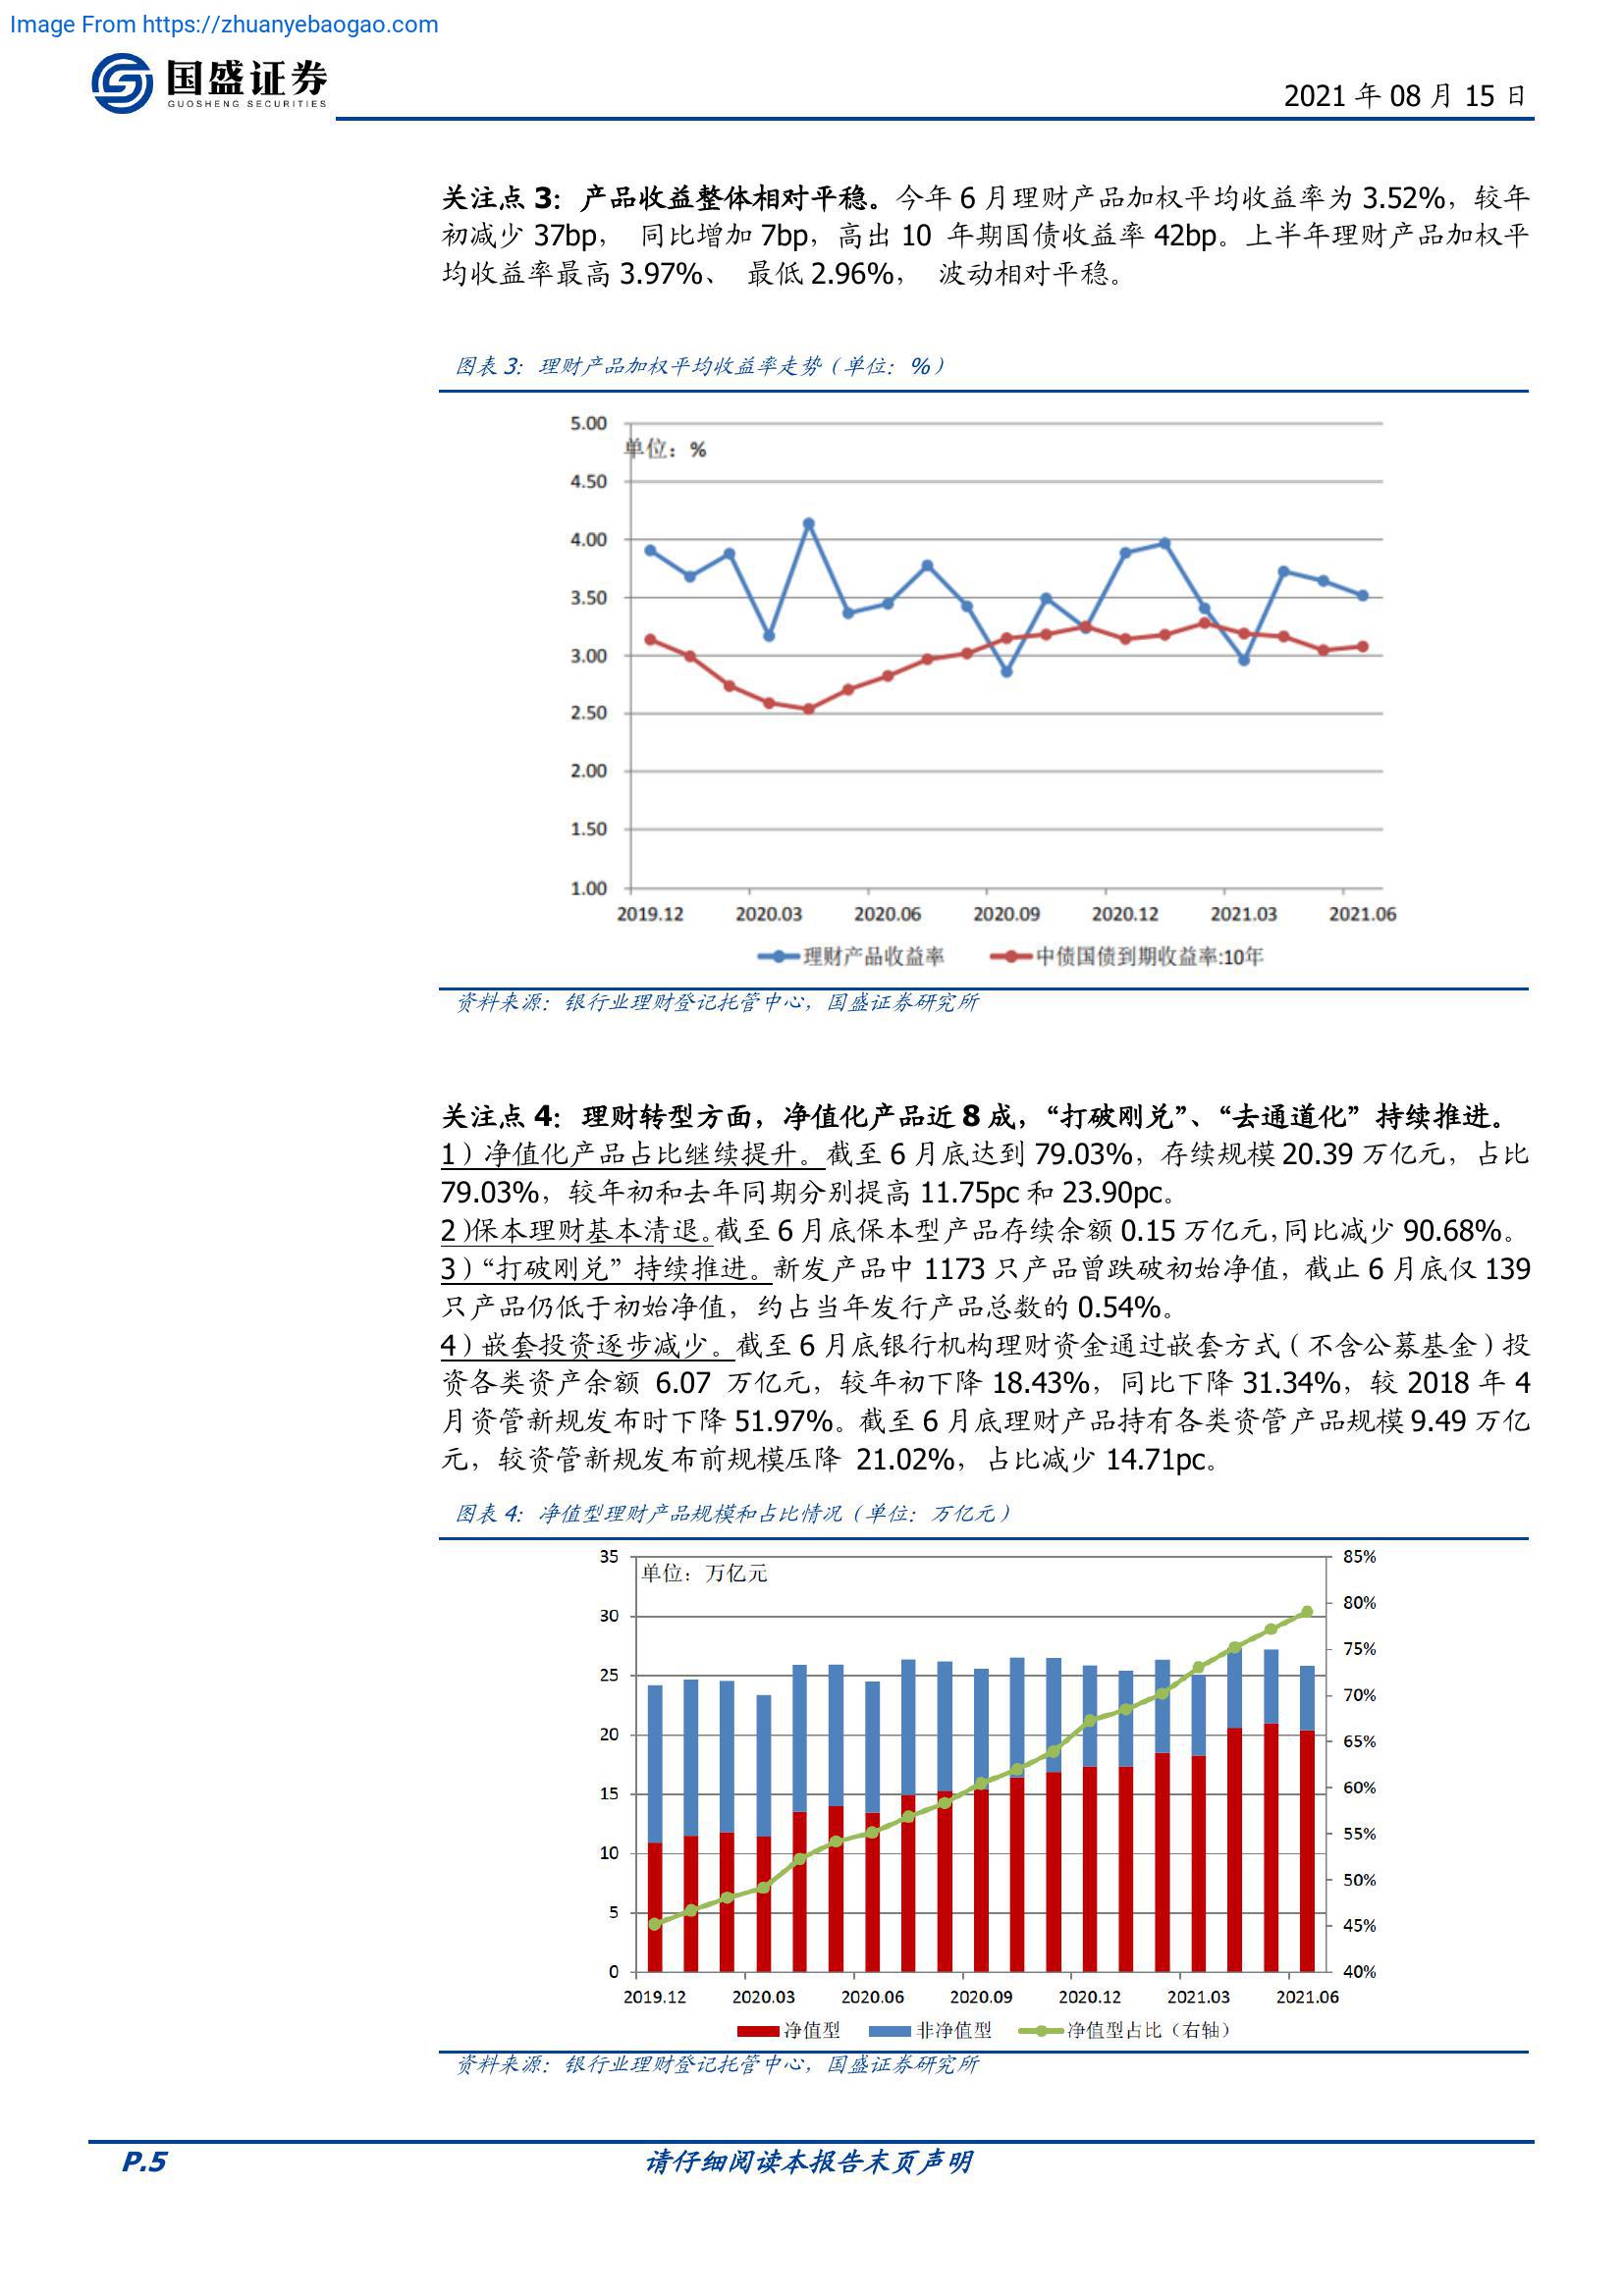 Image From https://zhuanyebaogao.com
国盛证券
GUOSHENG SECURITIES
2021 年 08 月 15 日
关注点 3：产品收益整体相对平稳。今年 6 月理财产品加权平均收益率为 3.52%，较年
初减少 37bp， 同比增加 7bp，高出 10 年期国债收益率 42bp。上半年理财产品加权平
均收益率最高 3.97%、 最低 2.96%， 波动相对平稳。
图表 3：理财产品加权平均收益率走势（单位：%）
单位：%
5.00
4.50
4.00
3.50
3.00
2.50
2.00
1.50
1.00
2019.12 2020.03 2020.06 2020.09 2020.12 2021.03 2021.06
理财产品收益率 中债国债到期收益率:10年
资料来源：银行业理财登记托管中心，国盛证券研究所
关注点 4：理财转型方面，净值化产品近 8 成，“打破刚兑”、“去通道化”持续推进。
1）净值化产品占比继续提升。截至 6 月底达到 79.03%，存续规模 20.39 万亿元，占比
79.03%，较年初和去年同期分别提高 11.75pc 和 23.90pc。
2）保本理财基本清退。截至 6 月底保本型产品存续余额 0.15 万亿元，同比减少 90.68%。
3）“打破刚兑”持续推进。新发产品中 1173 只产品曾跌破初始净值，截止 6 月底仅 139
只产品仍低于初始净值，约占当年发行产品总数的 0.54%。
4）嵌套投资逐步减少。截至 6 月底银行机构理财资金通过嵌套方式（不含公募基金）投
资各类资产余额 6.07 万亿元，较年初下降 18.43%，同比下降 31.34%，较 2018 年 4
月资管新规发布时下降 51.97%。截至 6 月底理财产品持有各类资管产品规模 9.49 万亿
元，较资管新规发布前规模压降 21.02%，占比减少 14.71pc。
图表 4：净值型理财产品规模和占比情况（单位：万亿元）
单位：万亿元
35
30
25
20
15
10
5
0
85%
80%
75%
70%
65%
60%
55%
50%
45%
40%
2019.12 2020.03 2020.06 2020.09 2020.12 2021.03 2021.06
净值型 非净值型 净值型占比（右轴）
资料来源：银行业理财登记托管中心，国盛证券研究所
P.5
请仔细阅读本报告末页声明